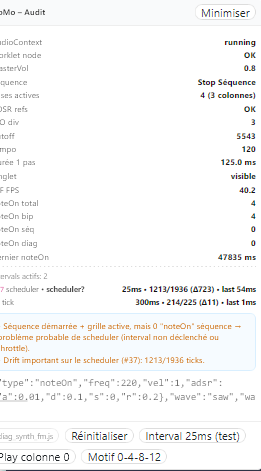 oMo – Audit Minimiser
udioContext running
orklet node OK
asterVol 0.8
quence Stop Séquence
ses actives 4 (3 colonnes)
OSR refs OK
O div 3
toff 5543
mpo 120
urée 1 pas 125.0 ms
nglet visible
F FPS 40.2
oteOn total 4
oteOn bip 4
oteOn séq 0
oteOn diag 0
ernier noteOn 47835 ms
tervals actifs: 2
7 scheduler • scheduler? 25ms • 1213/1936 (Δ723) • last 54ms
tick 300ms • 214/225 (Δ11) • last 1ms
Séquence démarrée + grille active, mais 0 "noteOn" séquence →
problème probable de scheduler (interval non déclenché ou
throttle).
Drift important sur le scheduler (#37): 1213/1936 ticks.
"type":"noteOn","freq":220,"vel":1,"adsr":
"a":0.01,"d":0.1,"s":0,"r":0.2},"wave":"saw","wa
diag_synth_fm.js Réinitialiser Interval 25ms (test)
Play colonne 0 Motif 0-4-8-12